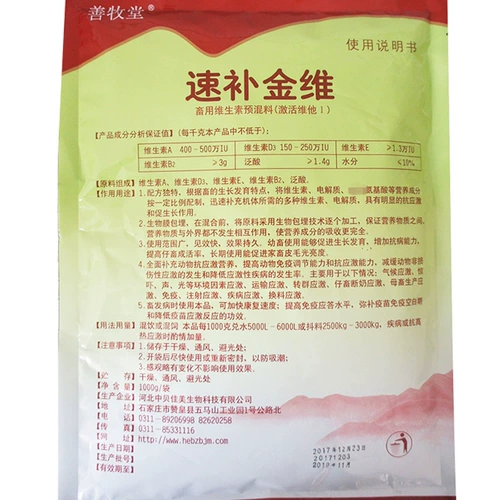 善牧堂
使用说明书
速补金维
畜用维生素预混料(激活维他Ⅰ)
【产品成分分析保证值】(每千克本产品中不低于):
维生素A 400-500万IU 维生素D₃ 150-250万IU 维生素E ≥1.3万IU
维生素B₂ ≥3g 泛酸 ≥1.4g 水分 ≤10%
【原料组成】维生素A、维生素D₃、维生素E、维生素B₂、泛酸。
【作用用途】1.配方独特,根据畜的生长发育特点,将维生素、电解质、氨基酸等营养成分
按一定比例配制,迅速补充机体所需的多种维生素、电解质,具有明显的抗应激
和促生长作用。
2.生物膜包埋,在混合前,将原料采用生物包埋技术逐个加工,保证营养物质之间,
营养物质与外界都不发生相互作用,使营养成分的吸收更完全。
3.使用范围广,见效快,效果持久。幼畜使用能够促进生长发育,增加抗病能力,
提高仔畜成活率,长期使用能促进家畜皮毛光亮度。
4.全面补充动物抗应激营养,提高动物免疫调节能力和抗应激能力,减缓动物非损
伤性应激的发生和降低应激性疾病的发病率。主要用于以下情况:气候应激,惊
吓、声、光等环境因素应激,运输应激、转群应激、仔畜断奶应激、母畜生产应
激、免疫、注射应激、疾病应激、换料应激。
5.畜发病时使用本品,可加快康复速度;提高免疫应答水平,弥补疫苗免疫空白期
和降低疫苗应激反应的功效。
【用法用量】混饮或混饲 本品每1000克兑水5000L-6000L或抖料2500kg-3000kg,疾病或抗热
应激时酌情加量。
【注意事项】1.储存于干燥、通风、避光处;
2.开袋后尽快使用或重新密封,以防吸潮;
3.感观略有变化不影响使用效果。
【贮 存】干燥,通风、避光处
【净 含 量】1000g/袋
【生产企业】河北中贝佳美生物科技有限公司
【地 址】石家庄市赞皇县五马山工业园1号公路北
【电 话】0311-89206998 82620258
【传 真】0311-85331116
【网 址】http://www.hebzbjm.com
【生产日期】
【生产批号】
【有效期至】
2017年12月23日
20171203
2019年11月